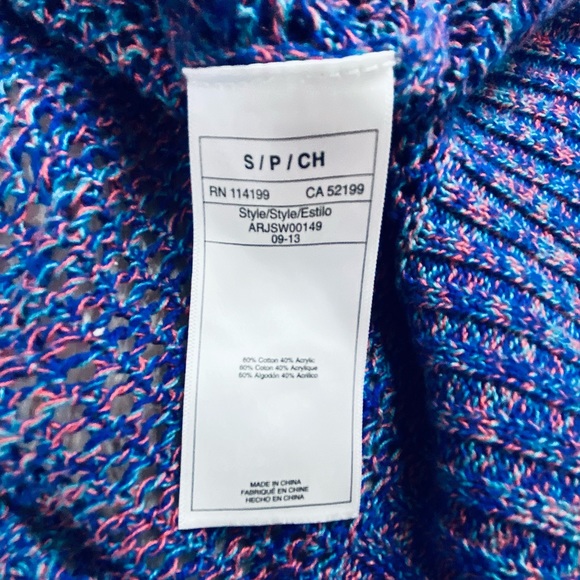 S / P / CH
RN 114199 CA 52199
Style/Style/Estilo
ARJSW00149
09-13
60% Cotton 40% Acrylic
60% Coton 40% Acrylique
60% Algodón 40% Acrilico
MADE IN CHINA
FABRIQUÉ EN CHINE
HECHO EN CHINA